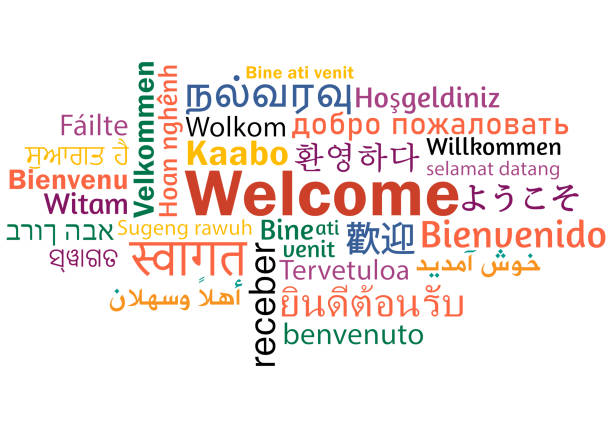 Bine ati venit
நல்வரவு
Hoşgeldiniz
Velkommen
Hoan nghênh
Fáilte
Wolkom
добро пожаловать
ਸੁਆਗਤ ਹੈ
Kaabo
환영하다
Willkommen
selamat datang
Bienvenu
Welcome
ようこそ
Witam
אבה ךורב
Sugeng rawuh
Bine ati
venit
歡迎
Bienvenido
ସ୍ୱାଗତ
स्वागत
receber
Tervetuloa
خوش آمدید
أهلاً وسهلان
ยินดีต้อนรับ
benvenuto